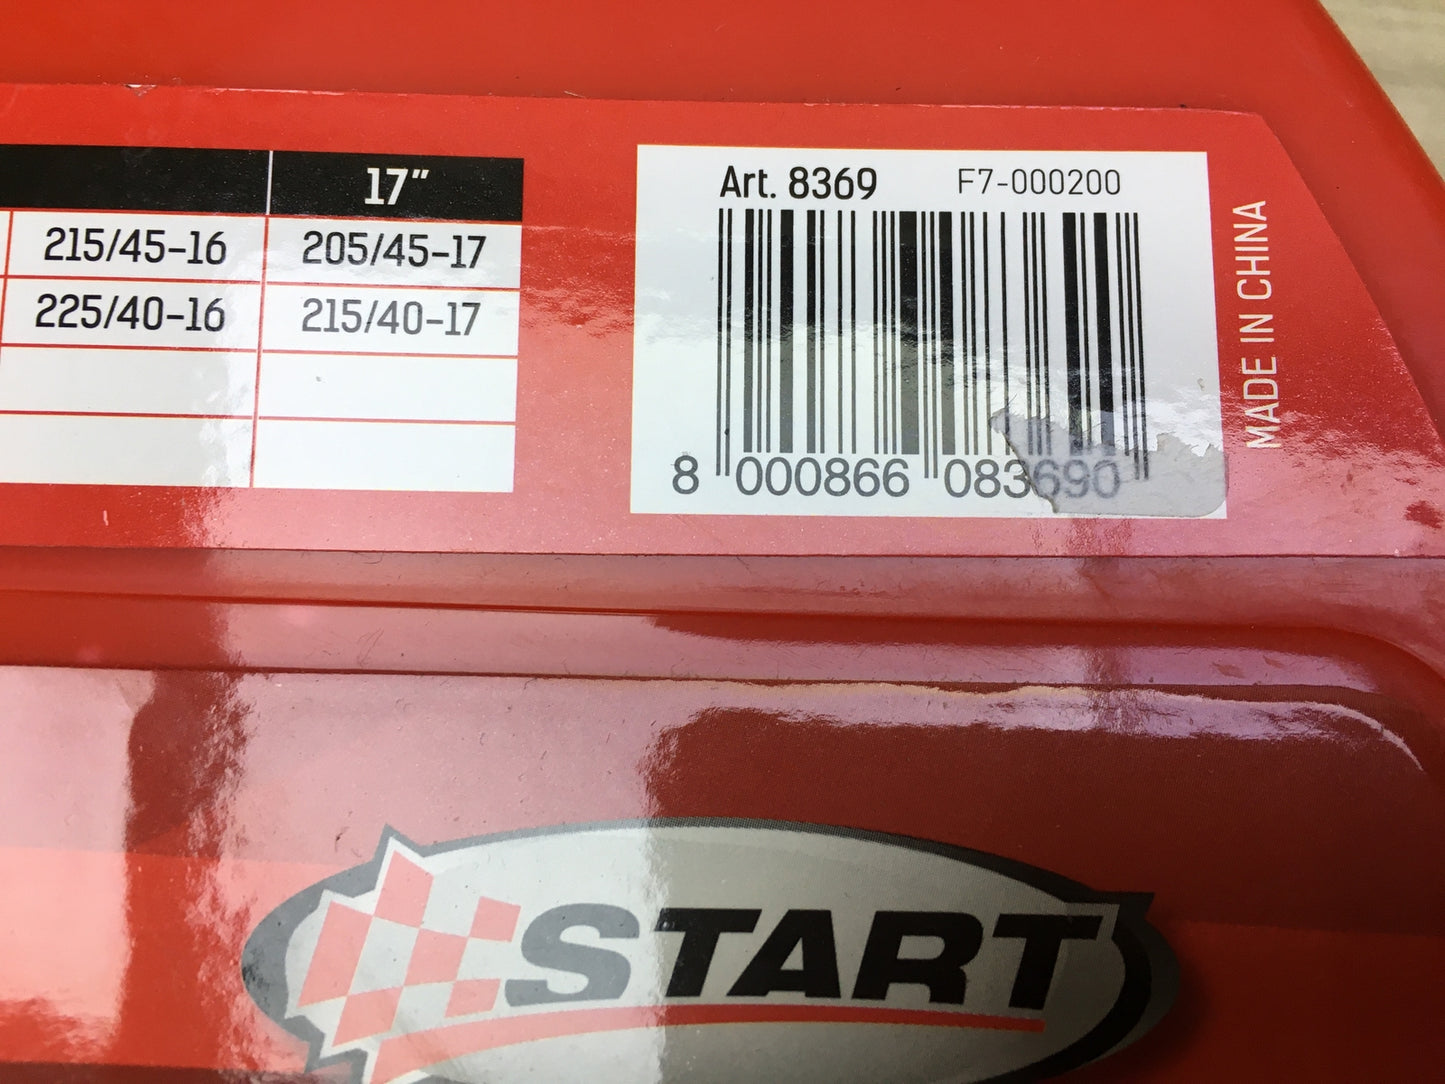 17"
215/45-16 205/45-17
225/40-16 215/40-17
Art. 8369 F7-000200
8 000866 083690
MADE IN CHINA
START